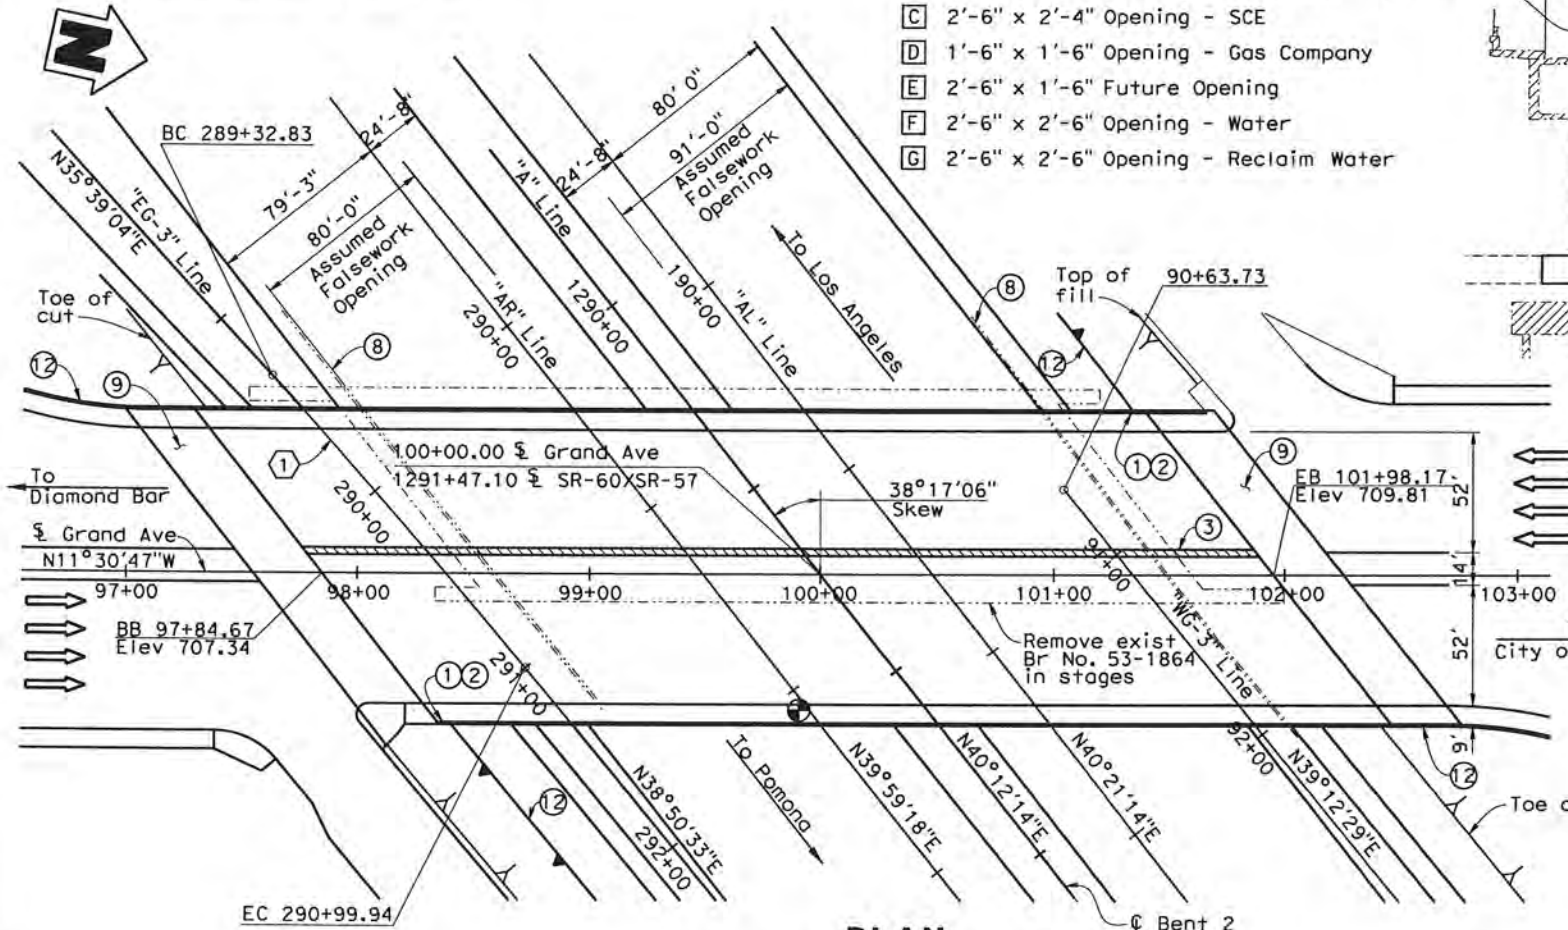 N
C 2'-6" x 2'-4" Opening - SCE
D 1'-6" x 1'-6" Opening - Gas Company
E 2'-6" x 1'-6" Future Opening
F 2'-6" x 2'-6" Opening - Water
G 2'-6" x 2'-6" Opening - Reclaim Water
BC 289+32.83
N35°39'04"E
"EG-3" Line
79'-3"
24'-8"
80'-0"
Assumed
Falsework
Opening
"AR" Line
290+00
"A" Line
1290+00
24'-8"
80'0"
91'-0"
Assumed
Falsework
Opening
190+00
"AL" Line
To Los Angeles
8
Top of
fill
90+63.73
Toe of
cut
12
9
8
12
1
100+00.00 ℄ Grand Ave
1291+47.10 ℄ SR-60/SR-57
38°17'06"
Skew
1 2
9
EB 101+98.17
Elev 709.81
52'
To
Diamond Bar
290+00
3
℄ Grand Ave
N11°30'47"W
91+00
14'
97+00
98+00
99+00
100+00
101+00
102+00
103+00
BB 97+84.67
Elev 707.34
"WG-3" Line
Remove exist
Br No. 53-1864
in stages
52'
City o
1 2
291+00
92+00
9'
12
To Pomona
N38°50'33"E
N39°59'18"E
N40°12'14"E
N40°21'14"E
N39°12'29"E
12
292+00
Toe o
EC 290+99.94
℄ Bent 2